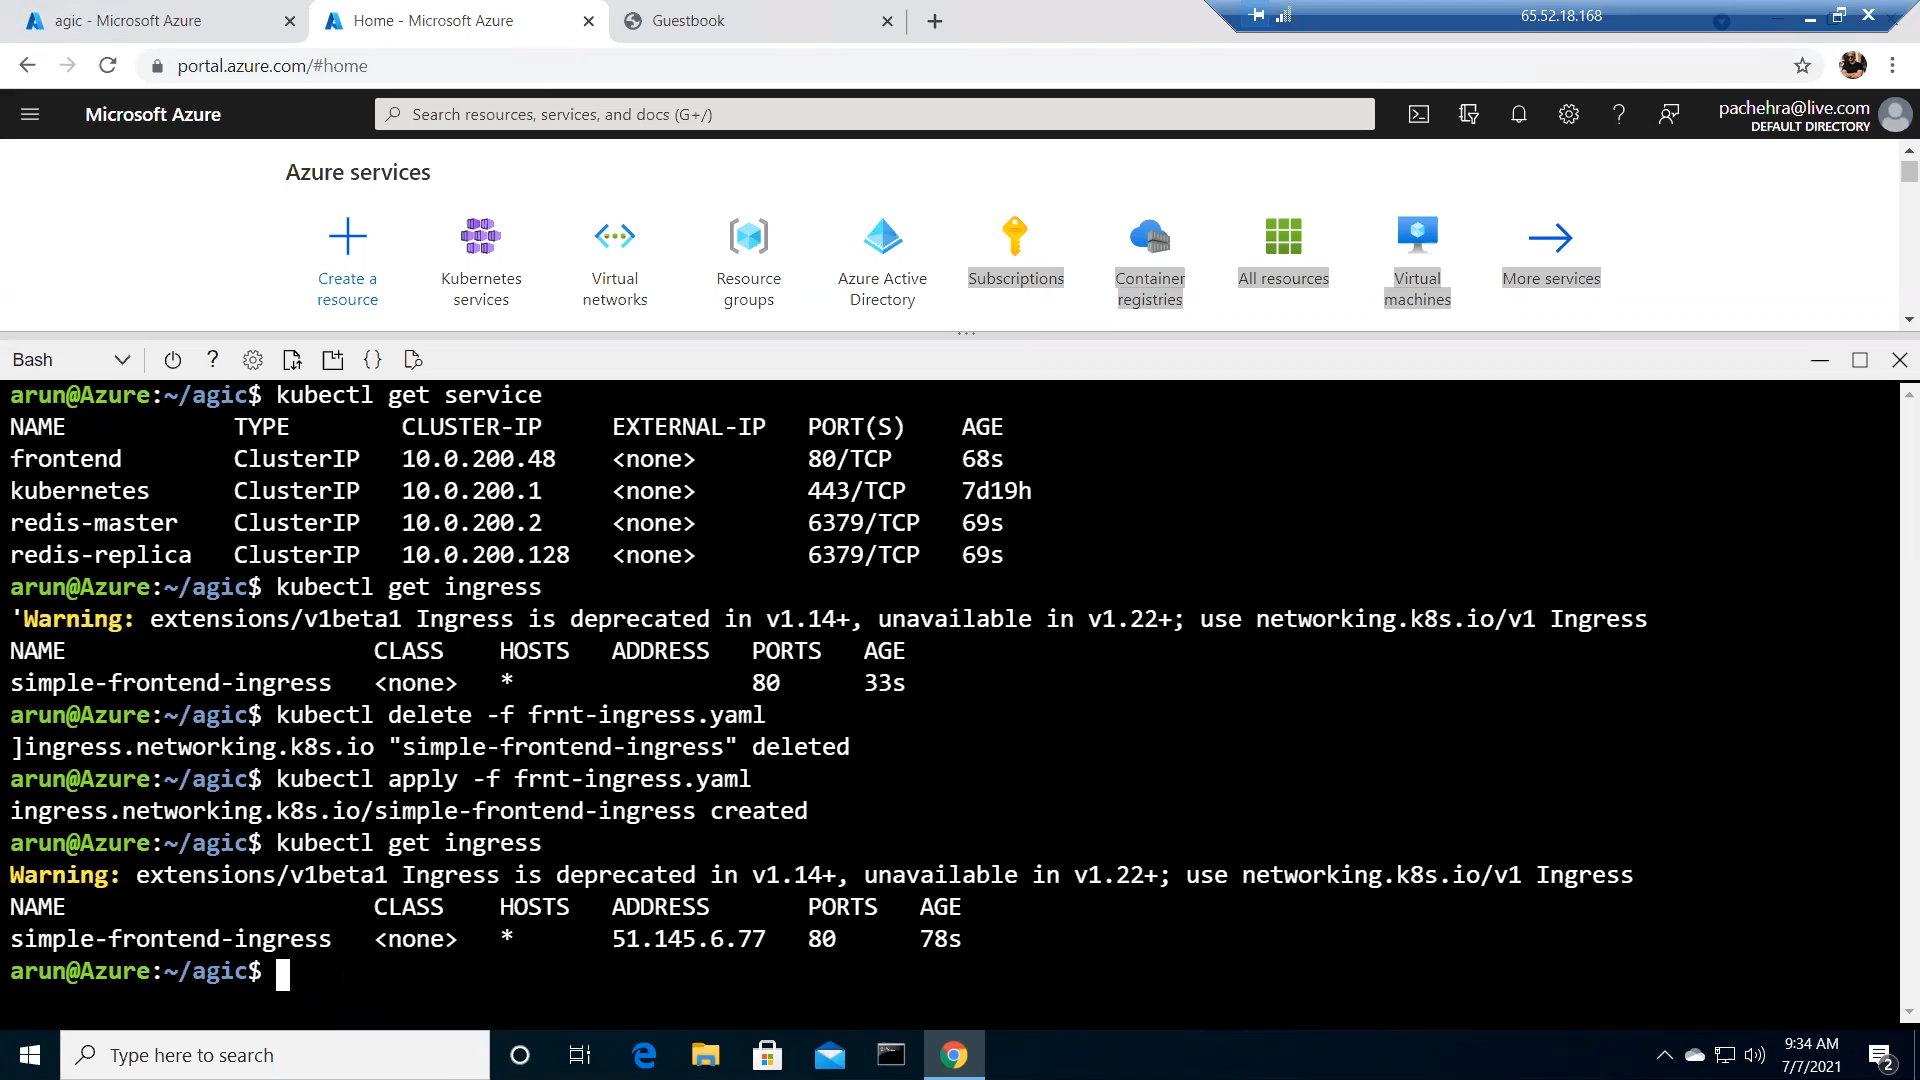 agic - Microsoft Azure
Home - Microsoft Azure
Guestbook
65.52.18.168
portal.azure.com/#home
Microsoft Azure
Search resources, services, and docs (G+/)
pachehra@live.com
DEFAULT DIRECTORY
Azure services
Create a resource
Kubernetes services
Virtual networks
Resource groups
Azure Active Directory
Subscriptions
Container registries
All resources
Virtual machines
More services
Bash
arun@Azure:~/agic$ kubectl get service
NAME TYPE CLUSTER-IP EXTERNAL-IP PORT(S) AGE
frontend ClusterIP 10.0.200.48 <none> 80/TCP 68s
kubernetes ClusterIP 10.0.200.1 <none> 443/TCP 7d19h
redis-master ClusterIP 10.0.200.2 <none> 6379/TCP 69s
redis-replica ClusterIP 10.0.200.128 <none> 6379/TCP 69s
arun@Azure:~/agic$ kubectl get ingress
'Warning: extensions/v1beta1 Ingress is deprecated in v1.14+, unavailable in v1.22+; use networking.k8s.io/v1 Ingress
NAME CLASS HOSTS ADDRESS PORTS AGE
simple-frontend-ingress <none> * 80 33s
arun@Azure:~/agic$ kubectl delete -f frnt-ingress.yaml
]ingress.networking.k8s.io "simple-frontend-ingress" deleted
arun@Azure:~/agic$ kubectl apply -f frnt-ingress.yaml
ingress.networking.k8s.io/simple-frontend-ingress created
arun@Azure:~/agic$ kubectl get ingress
Warning: extensions/v1beta1 Ingress is deprecated in v1.14+, unavailable in v1.22+; use networking.k8s.io/v1 Ingress
NAME CLASS HOSTS ADDRESS PORTS AGE
simple-frontend-ingress <none> * 51.145.6.77 80 78s
arun@Azure:~/agic$
Type here to search
9:34 AM
7/7/2021
2